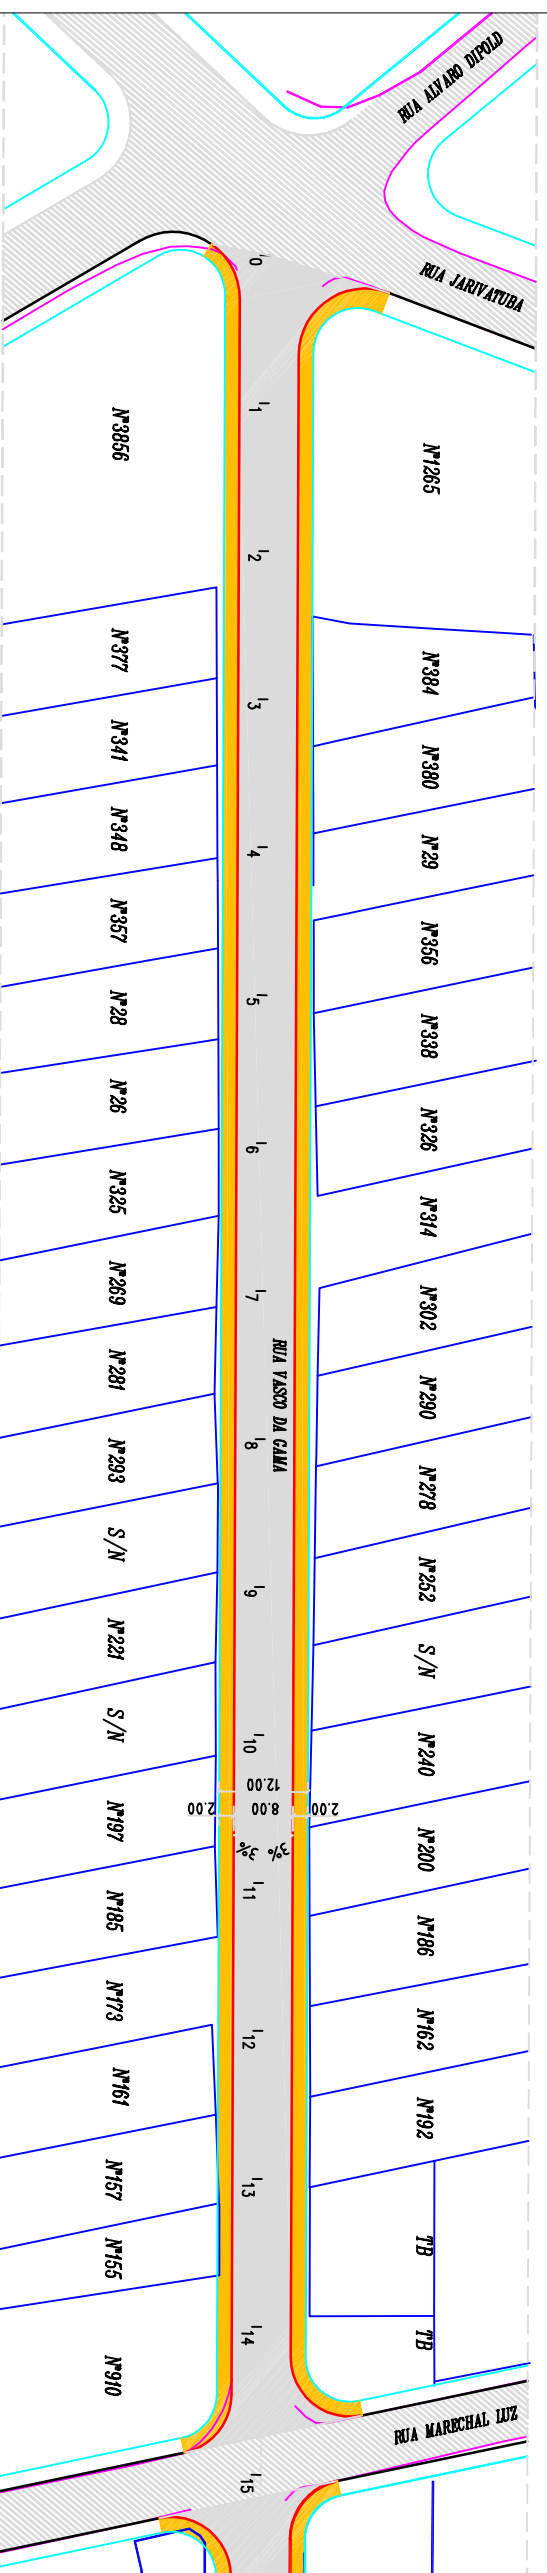 RUA ALVARO DIPOLD
RUA JARIVATUBA
0
1
Nº3856
Nº1265
2
Nº377
Nº384
3
Nº341
Nº380
Nº348
4
Nº29
Nº357
Nº356
5
Nº28
Nº338
Nº26
6
Nº326
Nº325
Nº314
Nº269
7
Nº302
RUA VASCO DA GAMA
Nº281
Nº290
8
Nº293
Nº278
S/N
9
Nº252
Nº221
S/N
S/N
10
Nº240
12.00
2.00
8.00
2.00
Nº197
3%
3%
Nº200
11
Nº185
Nº186
Nº173
12
Nº162
Nº161
Nº192
Nº157
13
Nº155
TB
14
TB
Nº910
RUA MARECHAL LUZ
15